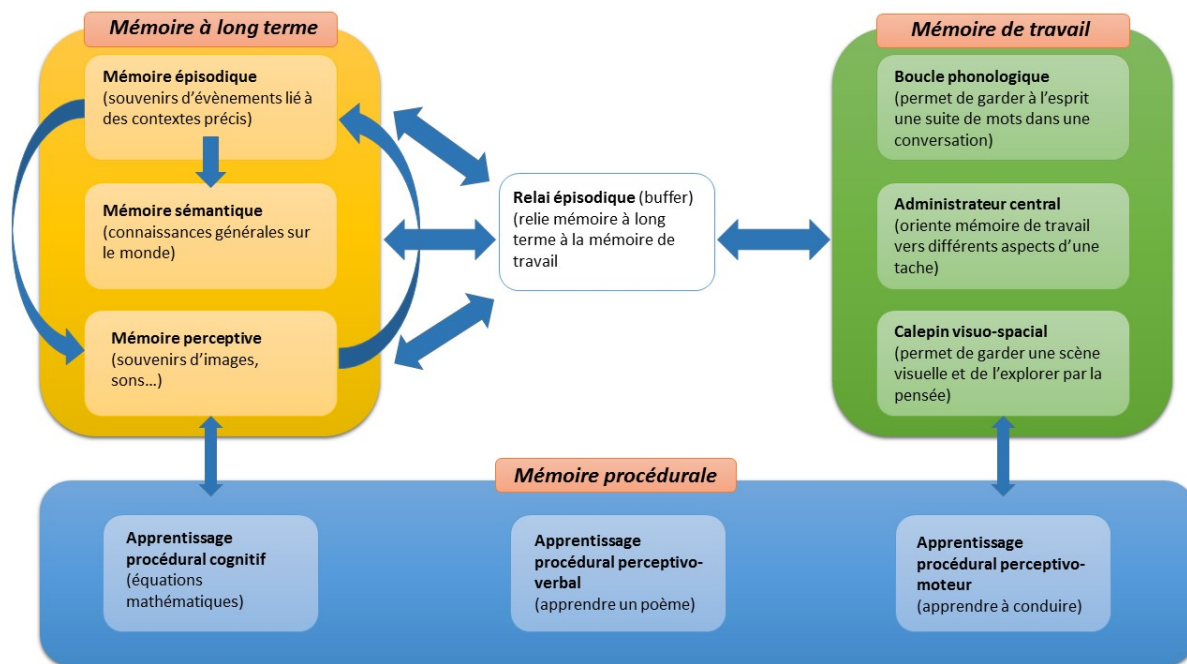 Mémoire à long terme
Mémoire épisodique
(souvenirs d’évènements lié à
des contextes précis)
Mémoire sémantique
(connaissances générales sur
le monde)
Mémoire perceptive
(souvenirs d’images,
sons…)
Relai épisodique (buffer)
(relie mémoire à long
terme à la mémoire de
travail
Mémoire de travail
Boucle phonologique
(permet de garder à l’esprit
une suite de mots dans une
conversation)
Administrateur central
(oriente mémoire de travail
vers différents aspects d’une
tache)
Calepin visuo-spacial
(permet de garder une scène
visuelle et de l’explorer par la
pensée)
Mémoire procédurale
Apprentissage
procédural cognitif
(équations
mathématiques)
Apprentissage
procédural perceptivo-
verbal
(apprendre un poème)
Apprentissage
procédural perceptivo-
moteur
(apprendre à conduire)